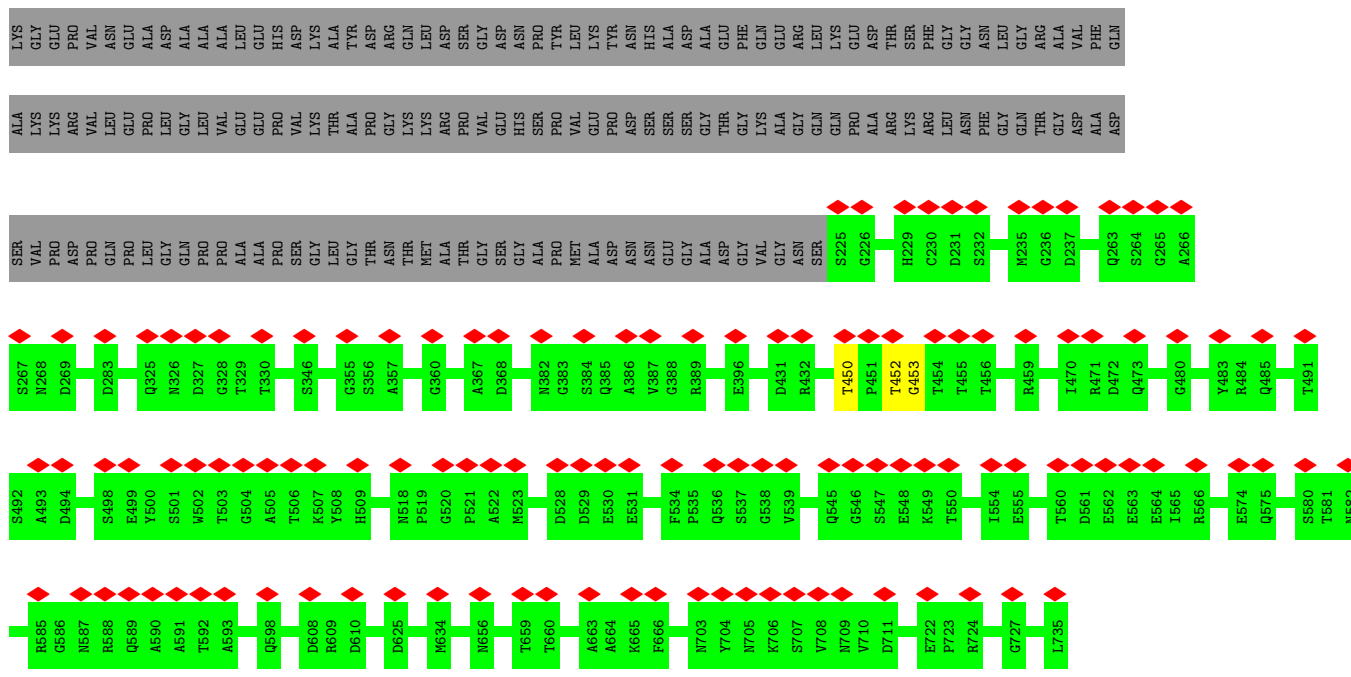 LYS GLY GLU PRO VAL ASN GLU ALA ASP ALA ALA ALA LEU GLU HIS ASP LYS ALA TYR ASP ARG GLN LEU ASP SER GLY ASP ASN PRO TYR LEU LYS TYR ASN HIS ALA ASP ALA GLU PHE GLN GLU ARG LEU LYS GLU ASP THR SER PHE GLY GLY ASN LEU GLY ARG ALA VAL PHE GLN
ALA LYS LYS ARG VAL LEU GLU PRO LEU GLY LEU VAL GLU GLU PRO VAL LYS THR ALA PRO GLY LYS LYS ARG PRO VAL GLU HIS SER PRO VAL GLU PRO ASP SER SER SER GLY THR GLY LYS ALA GLY GLN GLN PRO ALA ARG LYS ARG LEU ASN PHE GLY GLN THR GLY ASP ALA ASP
SER VAL PRO ASP PRO GLN PRO LEU GLY GLN PRO PRO ALA ALA PRO SER GLY LEU GLY THR ASN THR MET ALA THR GLY SER GLY ALA PRO MET ALA ASP ASN ASN GLU GLY ALA ASP GLY VAL GLY ASN SER S225 G226 H229 C230 D231 S232 M235 G236 D237 Q263 S264 G265 A266
S267 N268 D269 D283 Q325 N326 D327 G328 T329 T330 S346 G355 S356 A357 G360 A367 D368 N382 G383 S384 Q385 A386 V387 G388 R389 E396 D431 R432 T450 P451 T452 G453 T454 T455 T456 R459 I470 R471 D472 Q473 G480 Y483 R484 Q485 T491
S492 A493 D494 S498 E499 Y500 S501 W502 T503 G504 A505 T506 K507 Y508 H509 N518 P519 G520 P521 A522 M523 D528 D529 E530 E531 F534 P535 Q536 S537 G538 V539 Q545 G546 S547 E548 K549 T550 I554 E555 T560 D561 E562 E563 E564 I565 R566 E574 Q575 S580 T581 N582
R585 G586 N587 R588 Q589 A590 A591 T592 A593 Q598 D608 R609 D610 D625 M634 N656 T659 T660 A663 A664 K665 F666 N703 Y704 N705 K706 S707 V708 N709 V710 D711 E722 P723 R724 G727 L735